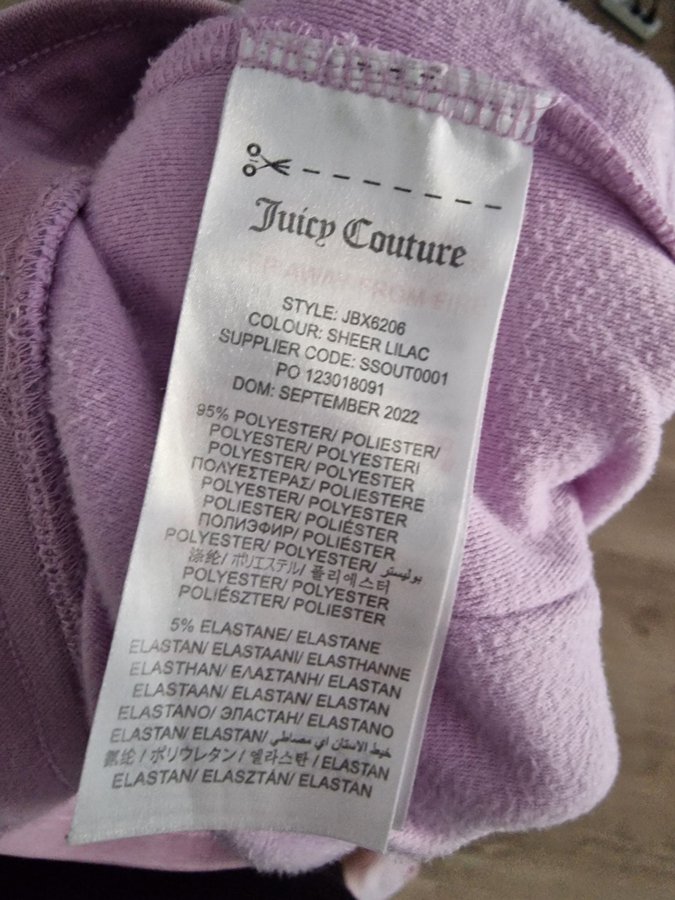 Juicy Couture
STYLE: JBX6206
COLOUR: SHEER LILAC
SUPPLIER CODE: SSOUT0001
PO 123018091
DOM: SEPTEMBER 2022
95% POLYESTER/ POLIESTER/
POLYESTER/ POLYESTERI
POLYESTER/ POLYESTER
ΠΟΛΥΕΣΤΕΡΑΣ/ POLIESTERE
POLYESTER/ POLYESTER
POLIESTER/ POLIÉSTER
ПОЛИЭФИР/ POLIÉSTER
POLYESTER/ POLYESTER/ بوليستر
涤纶/ ポリエステル/ 폴리에스터
POLYESTER/ POLYESTER
POLIÉSZTER/ POLIESTER
5% ELASTANE/ ELASTANE
ELASTAN/ ELASTAANI/ ELASTHANNE
ELASTHAN/ ΕΛΑΣΤΑΝΗ/ ELASTAN
ELASTAAN/ ELASTAN/ ELASTAN
ELASTANO/ ЭЛАСТАН/ ELASTANO
ELASTAN/ ELASTAN/ خيط الاستان اي مصاطي
氨纶/ ポリウレタン/ 엘라스탄/ ELASTAN
ELASTAN/ ELASZTÁN/ ELASTAN
AWAY FROM FIRE